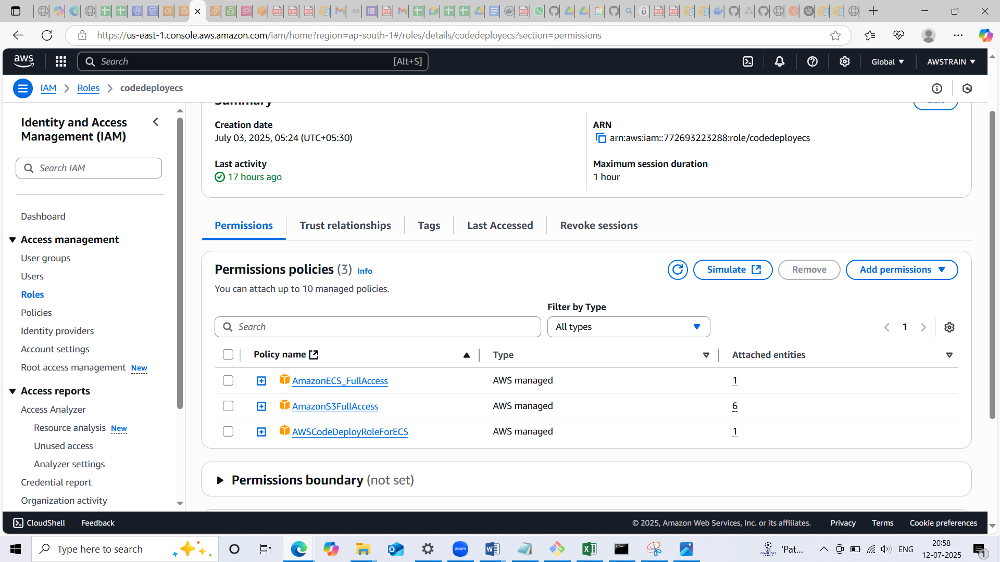 https://us-east-1.console.aws.amazon.com/iam/home?region=ap-south-1#/roles/details/codedeployecs?section=permissions
aws
Search
[Alt+S]
Global
AWSTRAIN
IAM
Roles
codedeployecs
Identity and Access Management (IAM)
Search IAM
Dashboard
Access management
User groups
Users
Roles
Policies
Identity providers
Account settings
Root access management New
Access reports
Access Analyzer
Resource analysis New
Unused access
Analyzer settings
Credential report
Organization activity
Summary
Edit
Creation date
July 03, 2025, 05:24 (UTC+05:30)
Last activity
17 hours ago
ARN
arn:aws:iam::772693223288:role/codedeployecs
Maximum session duration
1 hour
Permissions
Trust relationships
Tags
Last Accessed
Revoke sessions
Permissions policies (3) Info
Simulate
Remove
Add permissions
You can attach up to 10 managed policies.
Filter by Type
Search
All types
1
Policy name
Type
Attached entities
AmazonECS_FullAccess AWS managed 1
AmazonS3FullAccess AWS managed 6
AWSCodeDeployRoleForECS AWS managed 1
Permissions boundary (not set)
CloudShell
Feedback
© 2025, Amazon Web Services, Inc. or its affiliates.
Privacy
Terms
Cookie preferences
Type here to search
zoom
'Pat...
ENG
20:58
12-07-2025
1